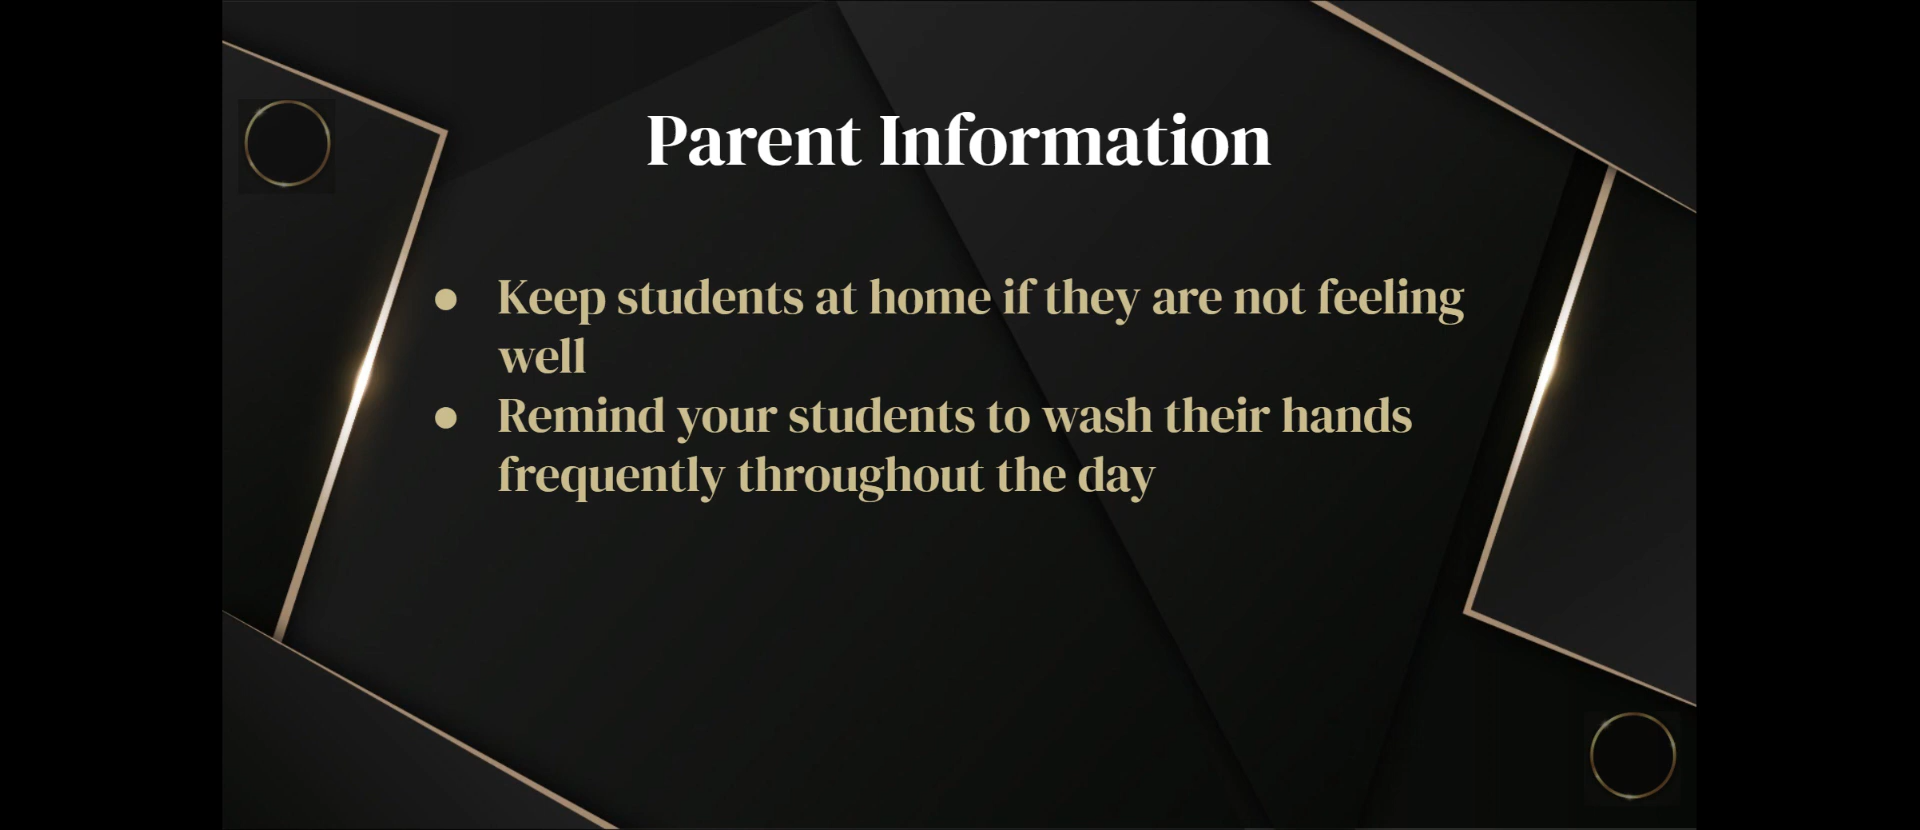 Parent Information
● Keep students at home if they are not feeling
well
● Remind your students to wash their hands
frequently throughout the day